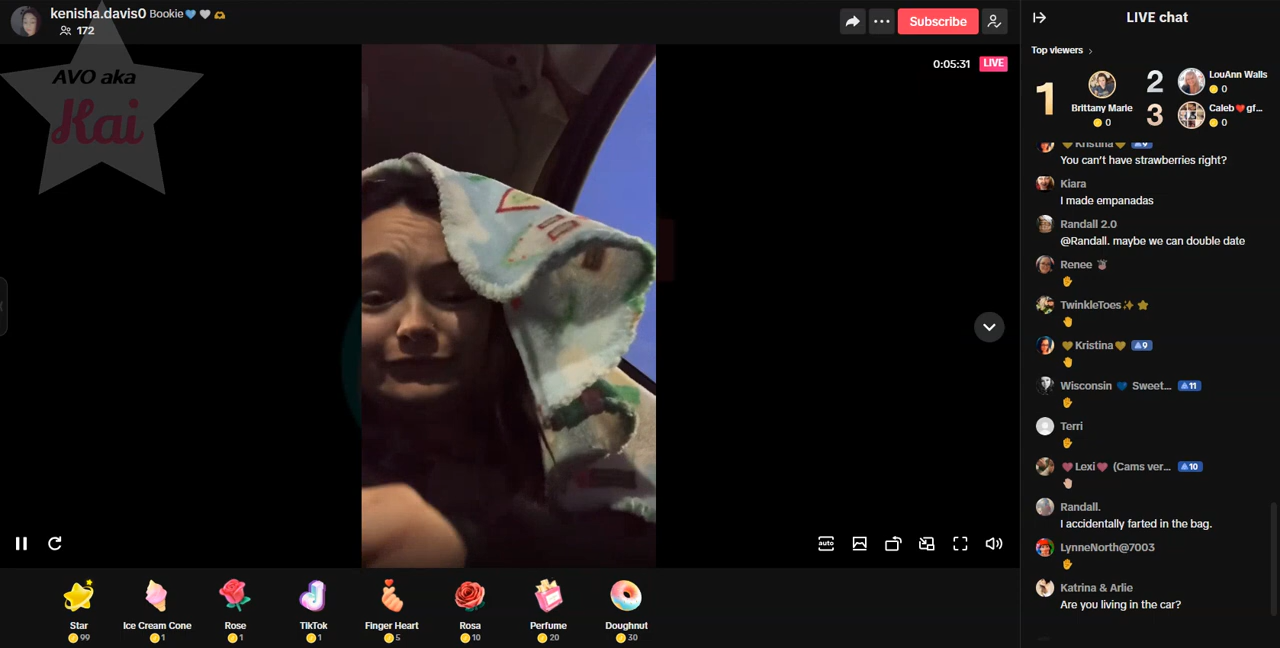 kenisha.davis0 Bookie💙🤍🫶
172
Subscribe
AVO aka
Kai
0:05:31 LIVE
LIVE chat
Top viewers
1 Brittany Marie 0
2 LouAnn Walls 0
3 Caleb❤️gf... 0
💛Kristina💛 9
You can't have strawberries right?
Kiara
I made empanadas
Randall 2.0
@Randall. maybe we can double date
Renee
✋
TwinkleToes✨⭐
🤚
💛Kristina💛 9
🤚
Wisconsin 💙 Sweet... 11
✋
Terri
✋
❤️Lexi❤️ (Cams ver... 10
🤚🏻
Randall.
I accidentally farted in the bag.
LynneNorth@7003
✋
Katrina & Arlie
Are you living in the car?
auto
Star
99
Ice Cream Cone
1
Rose
1
TikTok
1
Finger Heart
5
Rosa
10
Perfume
20
Doughnut
30